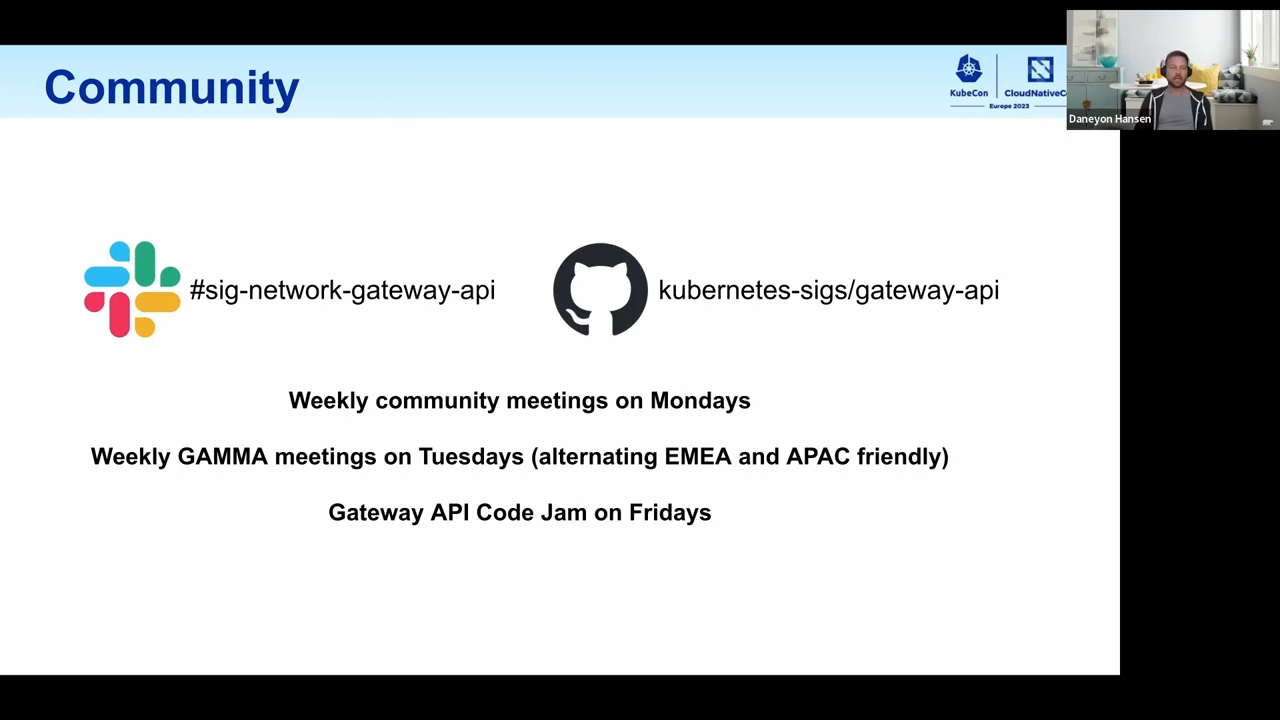 Community
KubeCon
CloudNativeC
Europe 2023
Daneyon Hansen
#sig-network-gateway-api
kubernetes-sigs/gateway-api
Weekly community meetings on Mondays
Weekly GAMMA meetings on Tuesdays (alternating EMEA and APAC friendly)
Gateway API Code Jam on Fridays